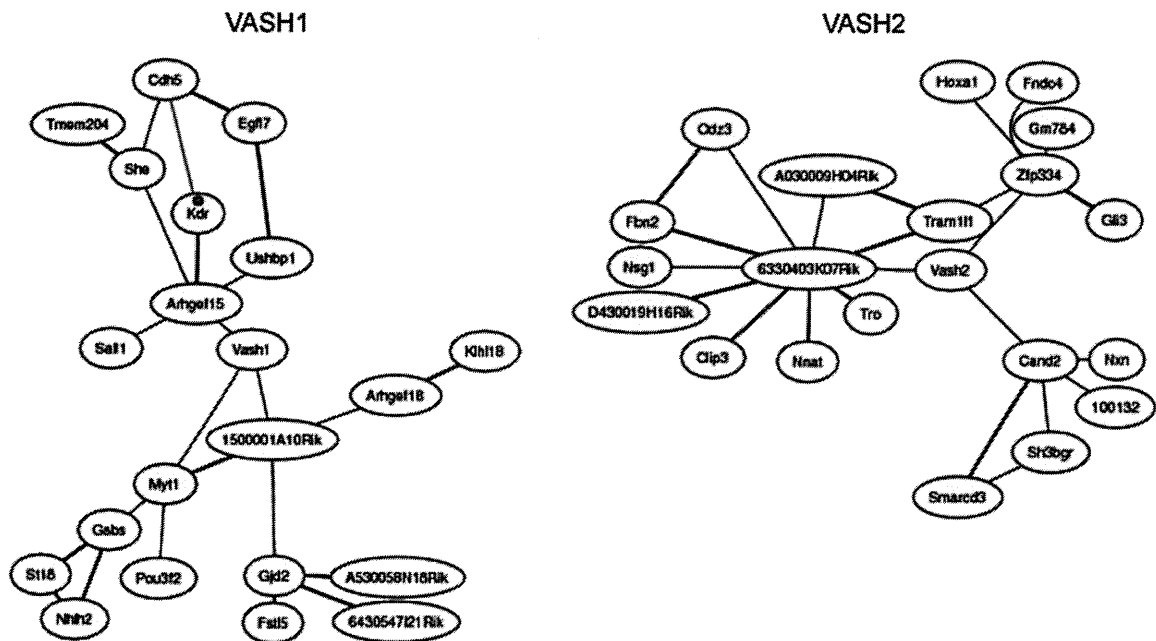 VASH1
VASH2
Cdh5
Tmem204
Egfl7
She
Kdr
Ushbp1
Arhgef15
Sall1
Vash1
Klhl18
Arhgef18
1500001A10Rik
Myt1
Gsbs
St18
Pou3f2
Nhlh2
Gjd2
A530058N18Rik
Fstl5
6430547I21Rik
Hoxa1
Fndc4
Odz3
Gm784
A030009H04Rik
Zfp334
Fbn2
Tram1l1
Gli3
Nsg1
6330403K07Rik
Vash2
D430019H16Rik
Tro
Clip3
Nnat
Cand2
Nxn
100132
Sh3bgr
Smarcd3